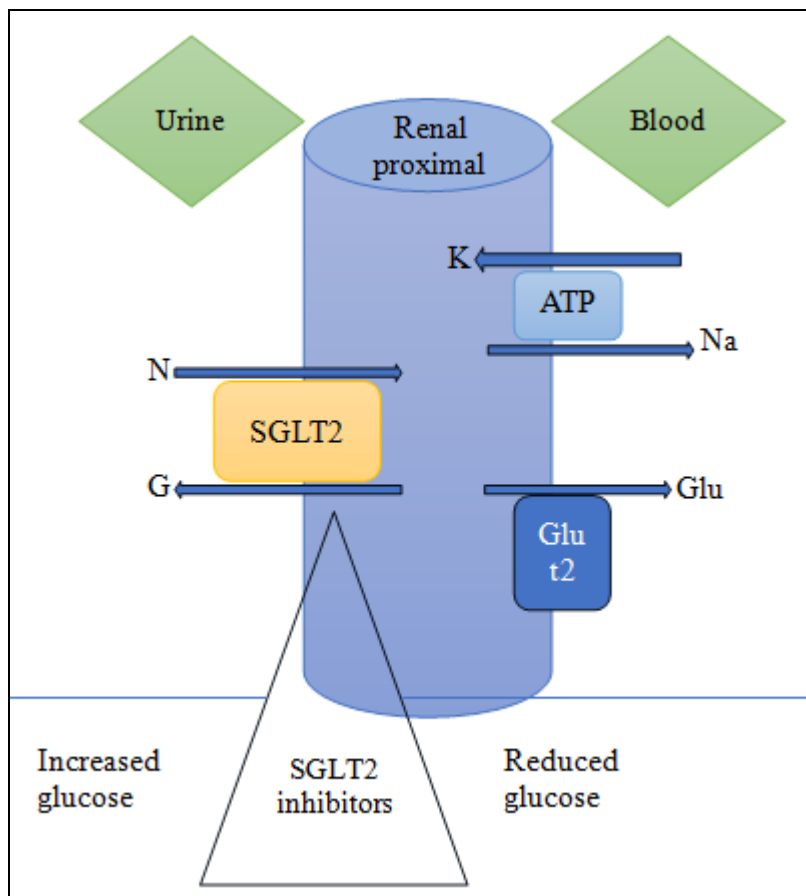 Urine
Renal
proximal
Blood
K
ATP
Na
N
SGLT2
G
Glu
Glu
t2
Increased
glucose
SGLT2
inhibitors
Reduced
glucose